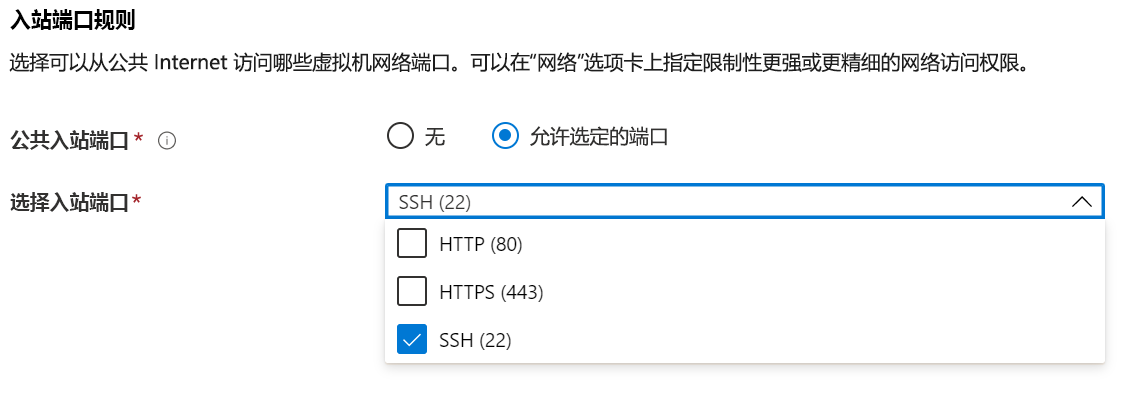 入站端口规则
选择可以从公共 Internet 访问哪些虚拟机网络端口。可以在“网络”选项卡上指定限制性更强或更精细的网络访问权限。
公共入站端口* 无 允许选定的端口
选择入站端口* SSH (22)
HTTP (80)
HTTPS (443)
SSH (22)